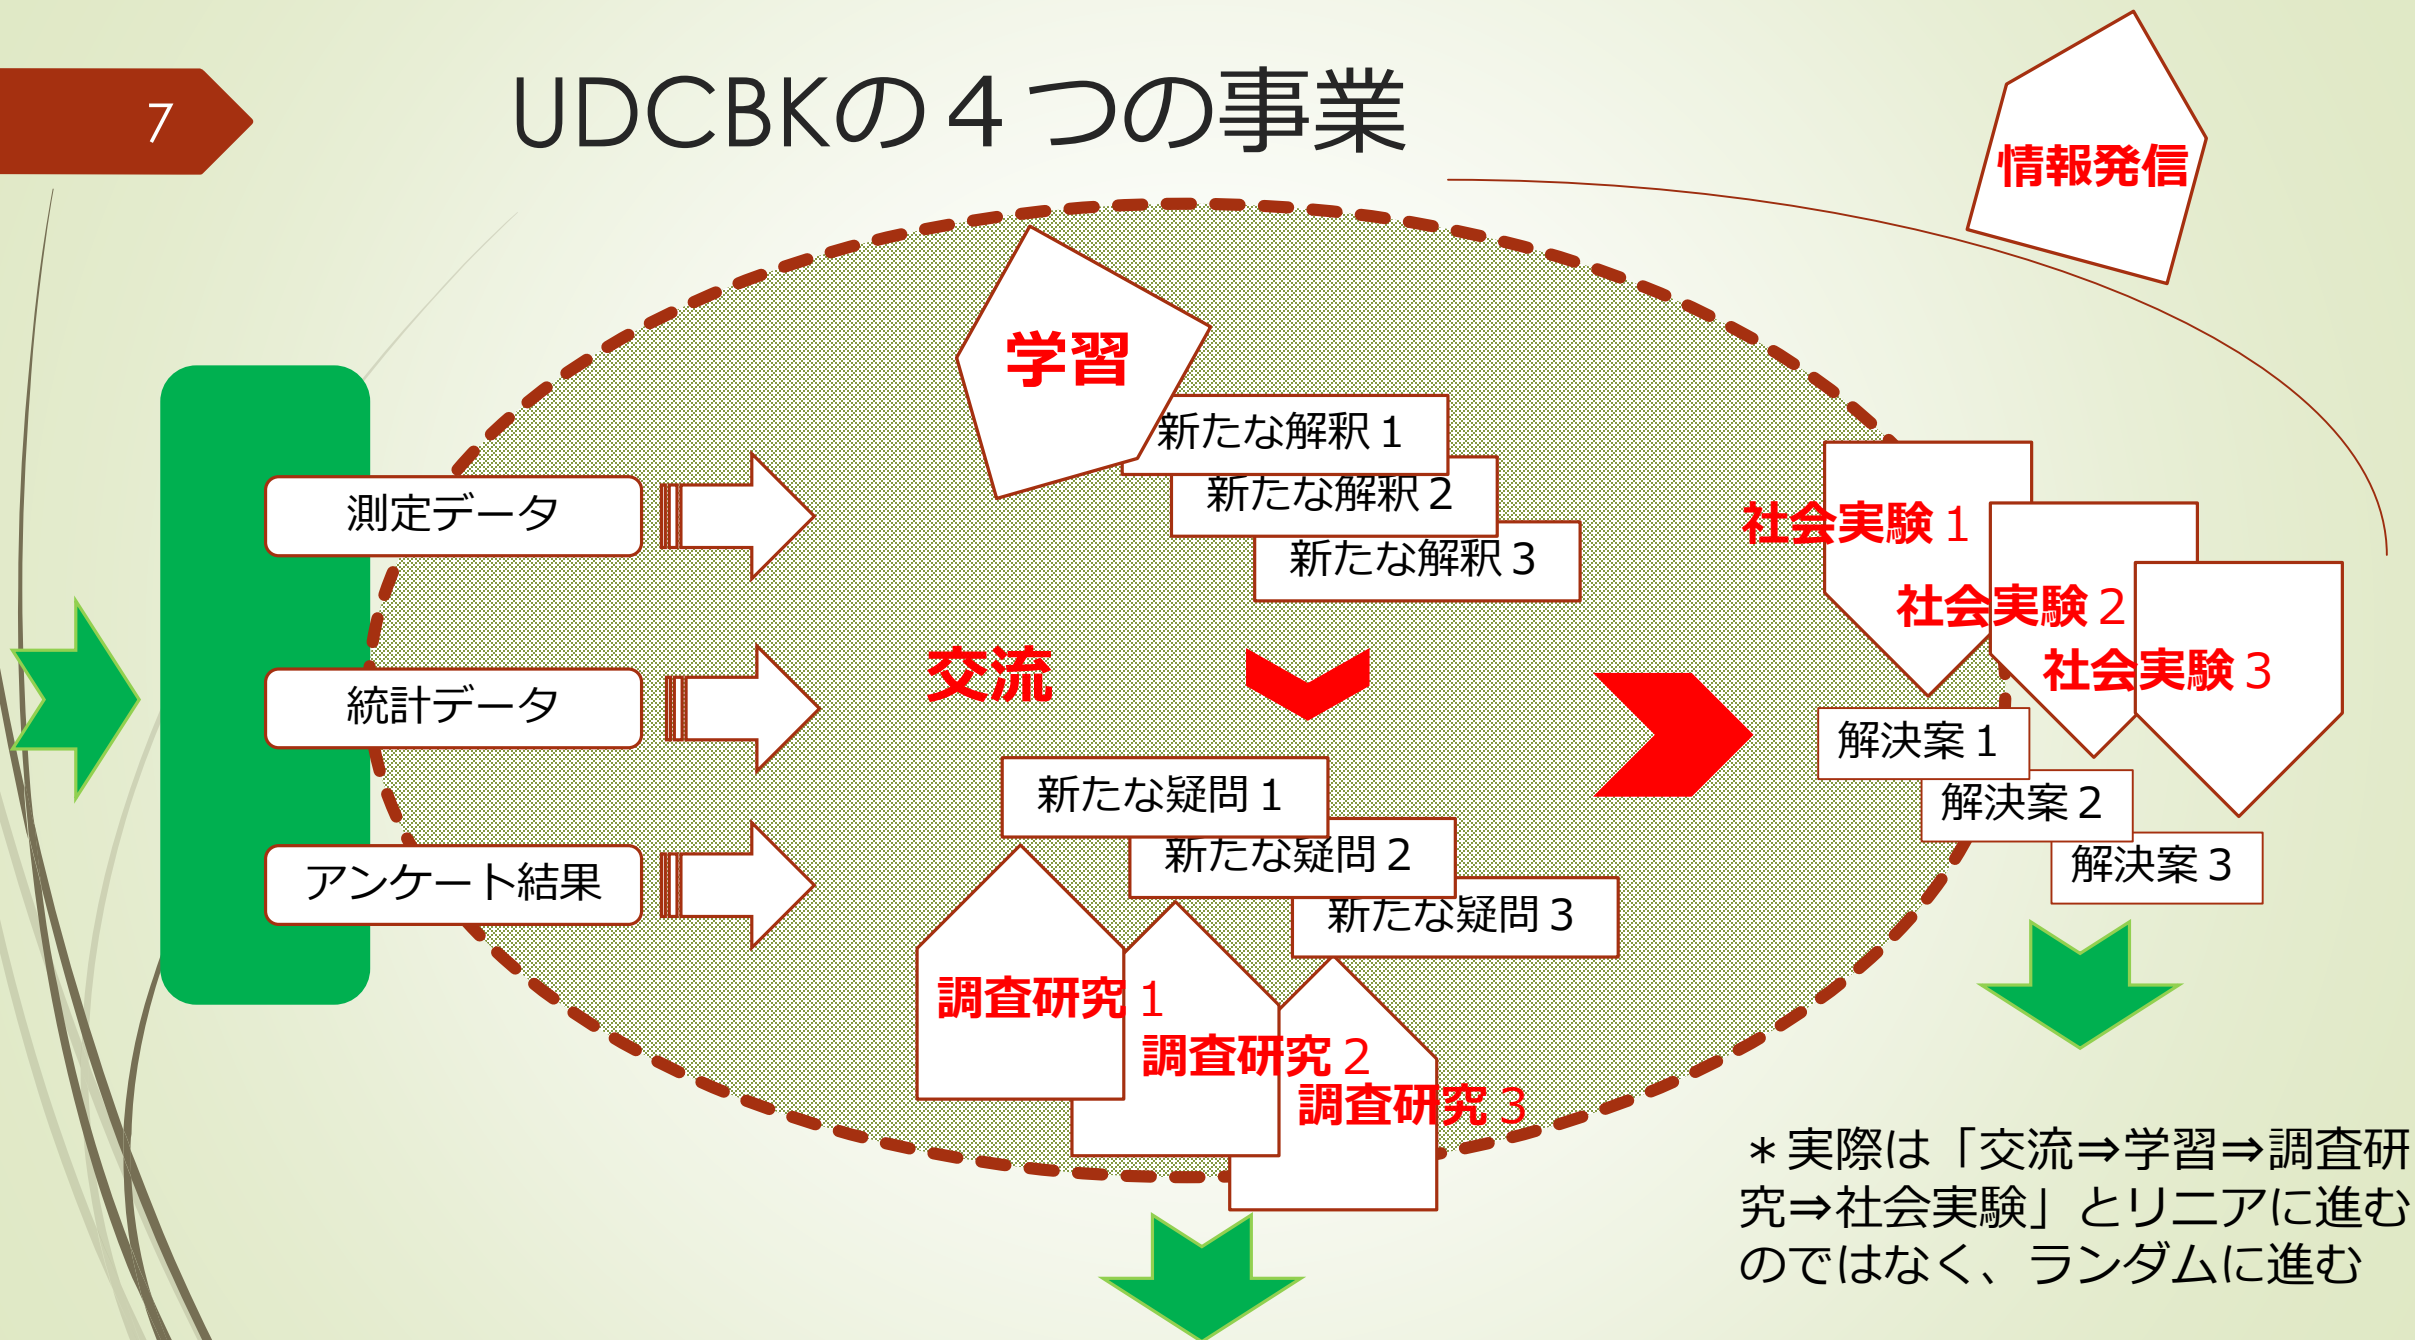 7
UDCBKの４つの事業
情報発信
学習
新たな解釈１
新たな解釈２
新たな解釈３
測定データ
統計データ
アンケート結果
交流
新たな疑問１
新たな疑問２
新たな疑問３
調査研究１
調査研究２
調査研究３
社会実験１
社会実験２
社会実験３
解決案１
解決案２
解決案３
＊実際は「交流⇒学習⇒調査研
究⇒社会実験」とリニアに進む
のではなく、ランダムに進む